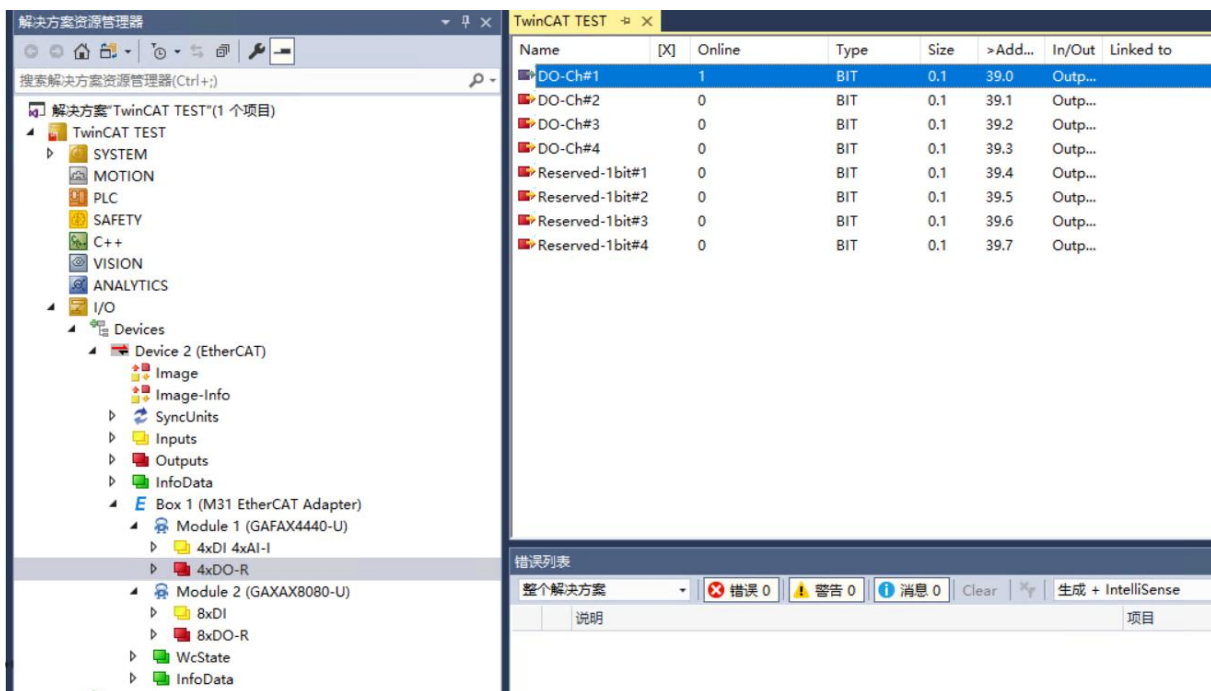 解决方案资源管理器
搜索解决方案资源管理器(Ctrl+;)
解决方案"TwinCAT TEST"(1 个项目)
TwinCAT TEST
SYSTEM
MOTION
PLC
SAFETY
C++
VISION
ANALYTICS
I/O
Devices
Device 2 (EtherCAT)
Image
Image-Info
SyncUnits
Inputs
Outputs
InfoData
Box 1 (M31 EtherCAT Adapter)
Module 1 (GAFAX4440-U)
4xDI 4xAI-I
4xDO-R
Module 2 (GAXAX8080-U)
8xDI
8xDO-R
WcState
InfoData
TwinCAT TEST
Name [X] Online Type Size >Add... In/Out Linked to
DO-Ch#1 1 BIT 0.1 39.0 Outp...
DO-Ch#2 0 BIT 0.1 39.1 Outp...
DO-Ch#3 0 BIT 0.1 39.2 Outp...
DO-Ch#4 0 BIT 0.1 39.3 Outp...
Reserved-1bit#1 0 BIT 0.1 39.4 Outp...
Reserved-1bit#2 0 BIT 0.1 39.5 Outp...
Reserved-1bit#3 0 BIT 0.1 39.6 Outp...
Reserved-1bit#4 0 BIT 0.1 39.7 Outp...
错误列表
整个解决方案 错误 0 警告 0 消息 0 Clear 生成 + IntelliSense
说明 项目